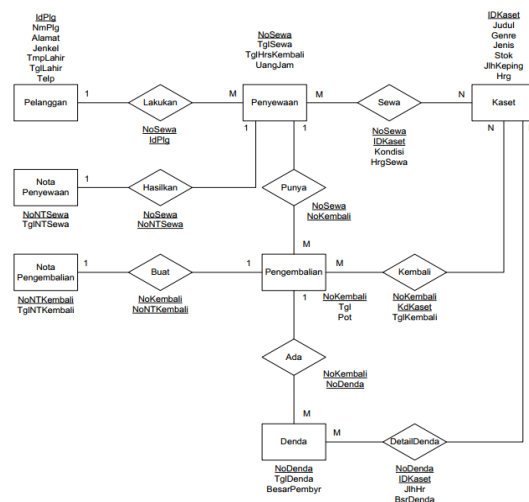 IdPlg
NmPlg
Alamat
Jenkel
TmpLahir
TglLahir
Telp
Pelanggan
1
Lakukan
NoSewa
IdPlg
M
NoSewa
TglSewa
TglHrsKembali
UangJam
Penyewaan
M
Sewa
NoSewa
IDKaset
Kondisi
HrgSewa
N
IDKaset
Judul
Genre
Jenis
Stok
JlhKeping
Hrg
Kaset
1
1
N
Nota
Penyewaan
NoNTSewa
TglNTSewa
1
Hasilkan
NoSewa
NoNTSewa
Punya
NoSewa
NoKembali
M
Nota
Pengembalian
NoNTKembali
TglNTKembali
1
Buat
NoKembali
NoNTKembali
1
Pengembalian
NoKembali
Tgl
Pot
M
Kembali
NoKembali
KdKaset
TglKembali
1
Ada
NoKembali
NoDenda
M
Denda
NoDenda
TglDenda
BesarPembyr
M
DetailDenda
NoDenda
IDKaset
JlhHr
BsrDenda